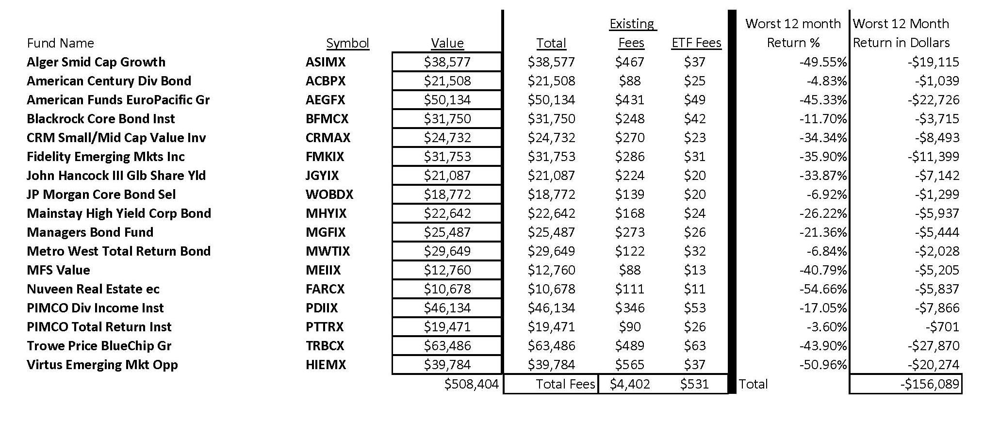 Existing Worst 12 month Worst 12 Month
Fund Name Symbol Value Total Fees ETF Fees Return % Return in Dollars
Alger Smid Cap Growth ASIMX $38,577 $38,577 $467 $37 -49.55% -$19,115
American Century Div Bond ACBPX $21,508 $21,508 $88 $25 -4.83% -$1,039
American Funds EuroPacific Gr AEGFX $50,134 $50,134 $431 $49 -45.33% -$22,726
Blackrock Core Bond Inst BFMCX $31,750 $31,750 $248 $42 -11.70% -$3,715
CRM Small/Mid Cap Value Inv CRMAX $24,732 $24,732 $270 $23 -34.34% -$8,493
Fidelity Emerging Mkts Inc FMKIX $31,753 $31,753 $286 $31 -35.90% -$11,399
John Hancock III Glb Share Yld JGYIX $21,087 $21,087 $224 $20 -33.87% -$7,142
JP Morgan Core Bond Sel WOBDX $18,772 $18,772 $139 $20 -6.92% -$1,299
Mainstay High Yield Corp Bond MHYIX $22,642 $22,642 $168 $24 -26.22% -$5,937
Managers Bond Fund MGFIX $25,487 $25,487 $273 $26 -21.36% -$5,444
Metro West Total Return Bond MWTIX $29,649 $29,649 $122 $32 -6.84% -$2,028
MFS Value MEIIX $12,760 $12,760 $88 $13 -40.79% -$5,205
Nuveen Real Estate ec FARCX $10,678 $10,678 $111 $11 -54.66% -$5,837
PIMCO Div Income Inst PDIIX $46,134 $46,134 $346 $53 -17.05% -$7,866
PIMCO Total Return Inst PTTRX $19,471 $19,471 $90 $26 -3.60% -$701
Trowe Price BlueChip Gr TRBCX $63,486 $63,486 $489 $63 -43.90% -$27,870
Virtus Emerging Mkt Opp HIEMX $39,784 $39,784 $565 $37 -50.96% -$20,274
$508,404 Total Fees $4,402 $531 Total -$156,089